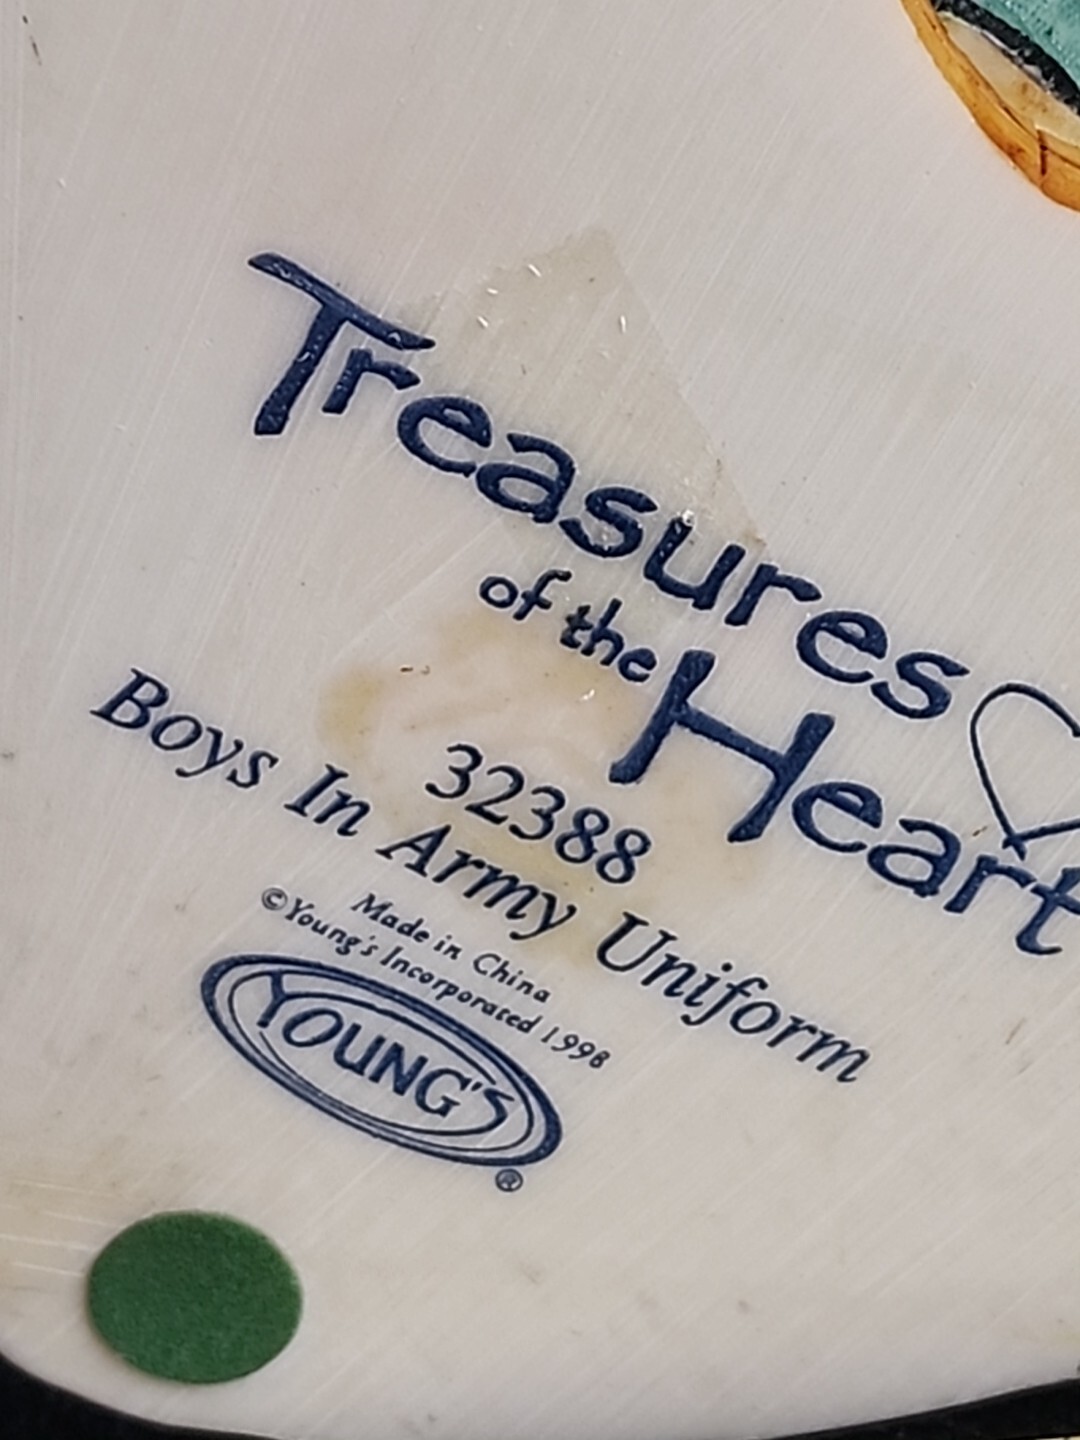 Treasures
of the
Heart
32388
Boys In Army Uniform
Made in China
©Young's Incorporated 1998
YOUNG'S
®